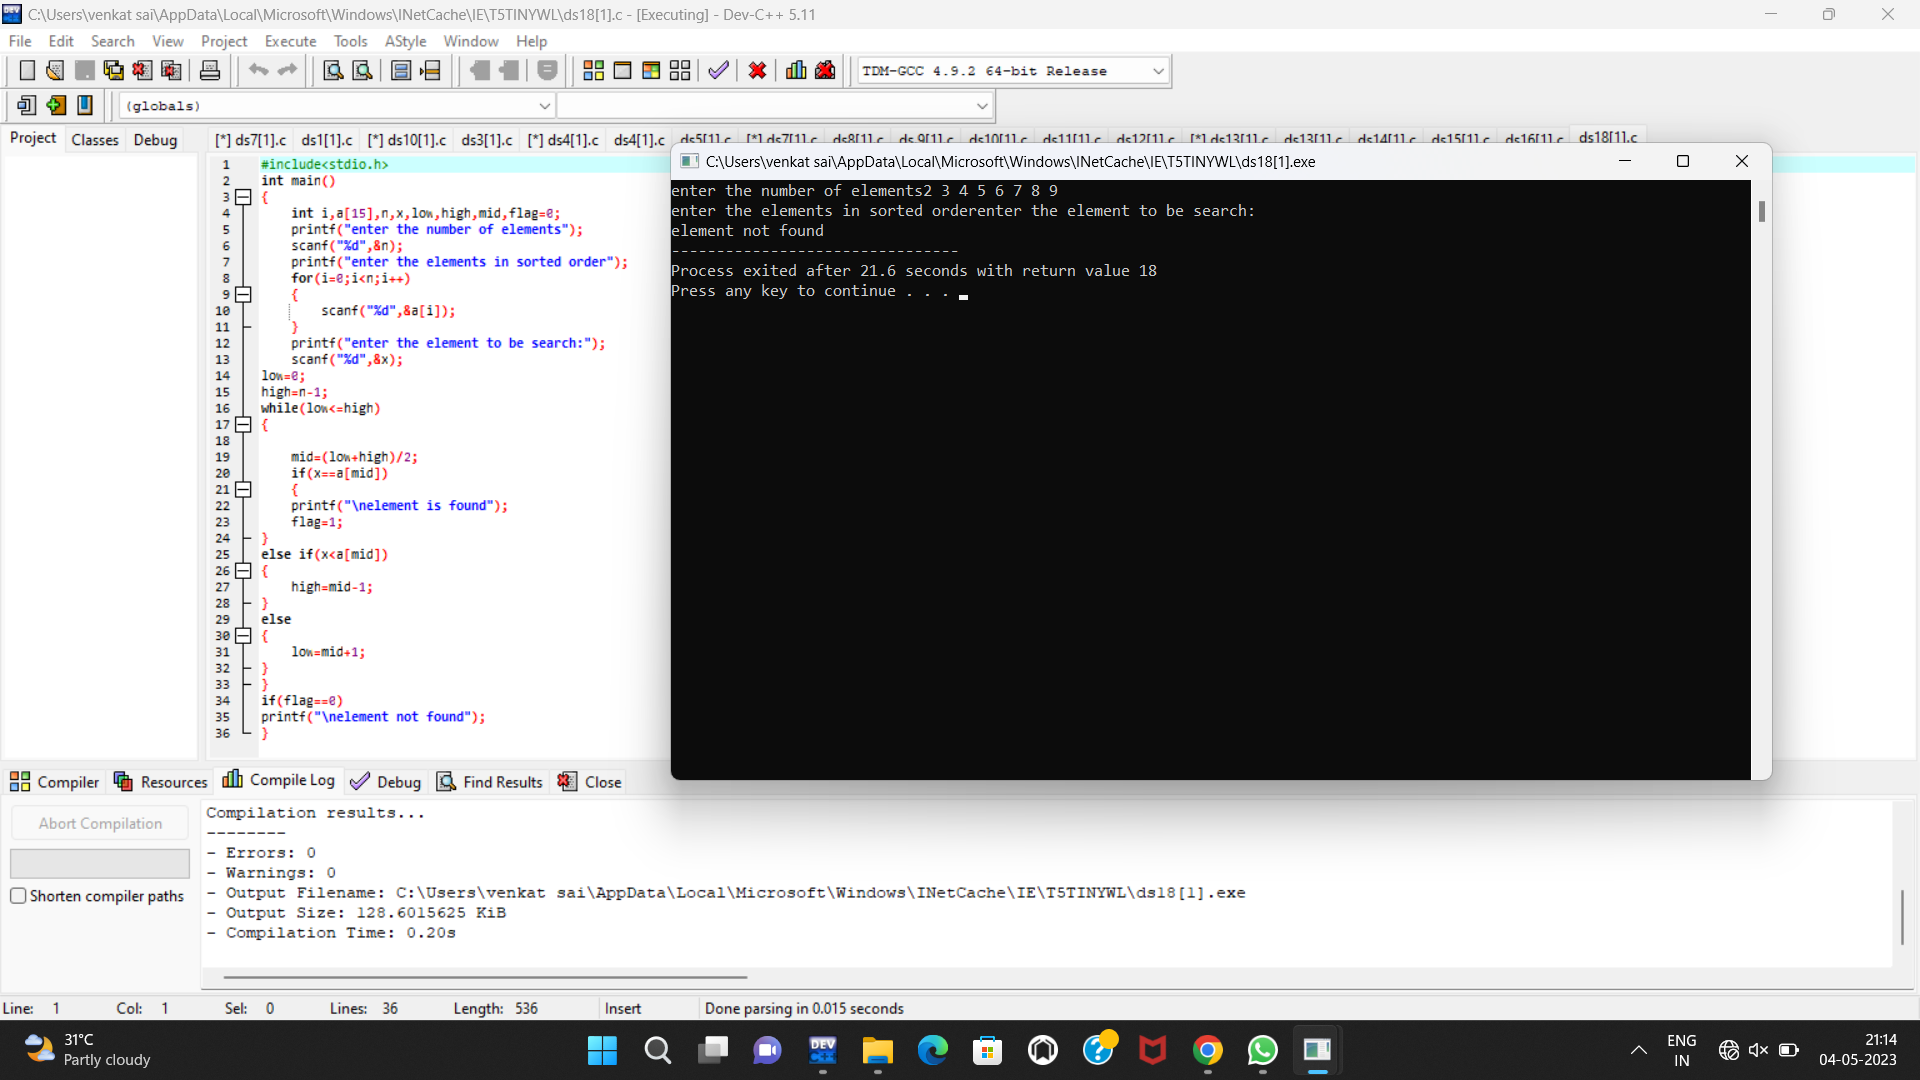 C:\Users\venkat sai\AppData\Local\Microsoft\Windows\INetCache\IE\T5TINYWL\ds18[1].c - [Executing] - Dev-C++ 5.11
File Edit Search View Project Execute Tools AStyle Window Help
TDM-GCC 4.9.2 64-bit Release
(globals)
Project Classes Debug
[*] ds7[1].c ds1[1].c [*] ds10[1].c ds3[1].c [*] ds4[1].c ds4[1].c ds5[1].c [*] ds7[1].c ds8[1].c ds 9[1].c ds10[1].c ds11[1].c ds12[1].c [*] ds13[1].c ds13[1].c ds14[1].c ds15[1].c ds16[1].c ds18[1].c
1 #include<stdio.h>
2 int main()
3 {
4 int i,a[15],n,x,low,high,mid,flag=0;
5 printf("enter the number of elements");
6 scanf("%d",&n);
7 printf("enter the elements in sorted order");
8 for(i=0;i<n;i++)
9 {
10 scanf("%d",&a[i]);
11 }
12 printf("enter the element to be search:");
13 scanf("%d",&x);
14 low=0;
15 high=n-1;
16 while(low<=high)
17 {
18
19 mid=(low+high)/2;
20 if(x==a[mid])
21 {
22 printf("\nelement is found");
23 flag=1;
24 }
25 else if(x<a[mid])
26 {
27 high=mid-1;
28 }
29 else
30 {
31 low=mid+1;
32 }
33 }
34 if(flag==0)
35 printf("\nelement not found");
36 }
C:\Users\venkat sai\AppData\Local\Microsoft\Windows\INetCache\IE\T5TINYWL\ds18[1].exe
enter the number of elements2 3 4 5 6 7 8 9
enter the elements in sorted orderenter the element to be search:
element not found
--------------------------------
Process exited after 21.6 seconds with return value 18
Press any key to continue . . .
Compiler Resources Compile Log Debug Find Results Close
Abort Compilation
Shorten compiler paths
Compilation results...
--------
- Errors: 0
- Warnings: 0
- Output Filename: C:\Users\venkat sai\AppData\Local\Microsoft\Windows\INetCache\IE\T5TINYWL\ds18[1].exe
- Output Size: 128.6015625 KiB
- Compilation Time: 0.20s
Line: 1 Col: 1 Sel: 0 Lines: 36 Length: 536 Insert Done parsing in 0.015 seconds
31°C
Partly cloudy
DEV
C++
ENG
IN
21:14
04-05-2023